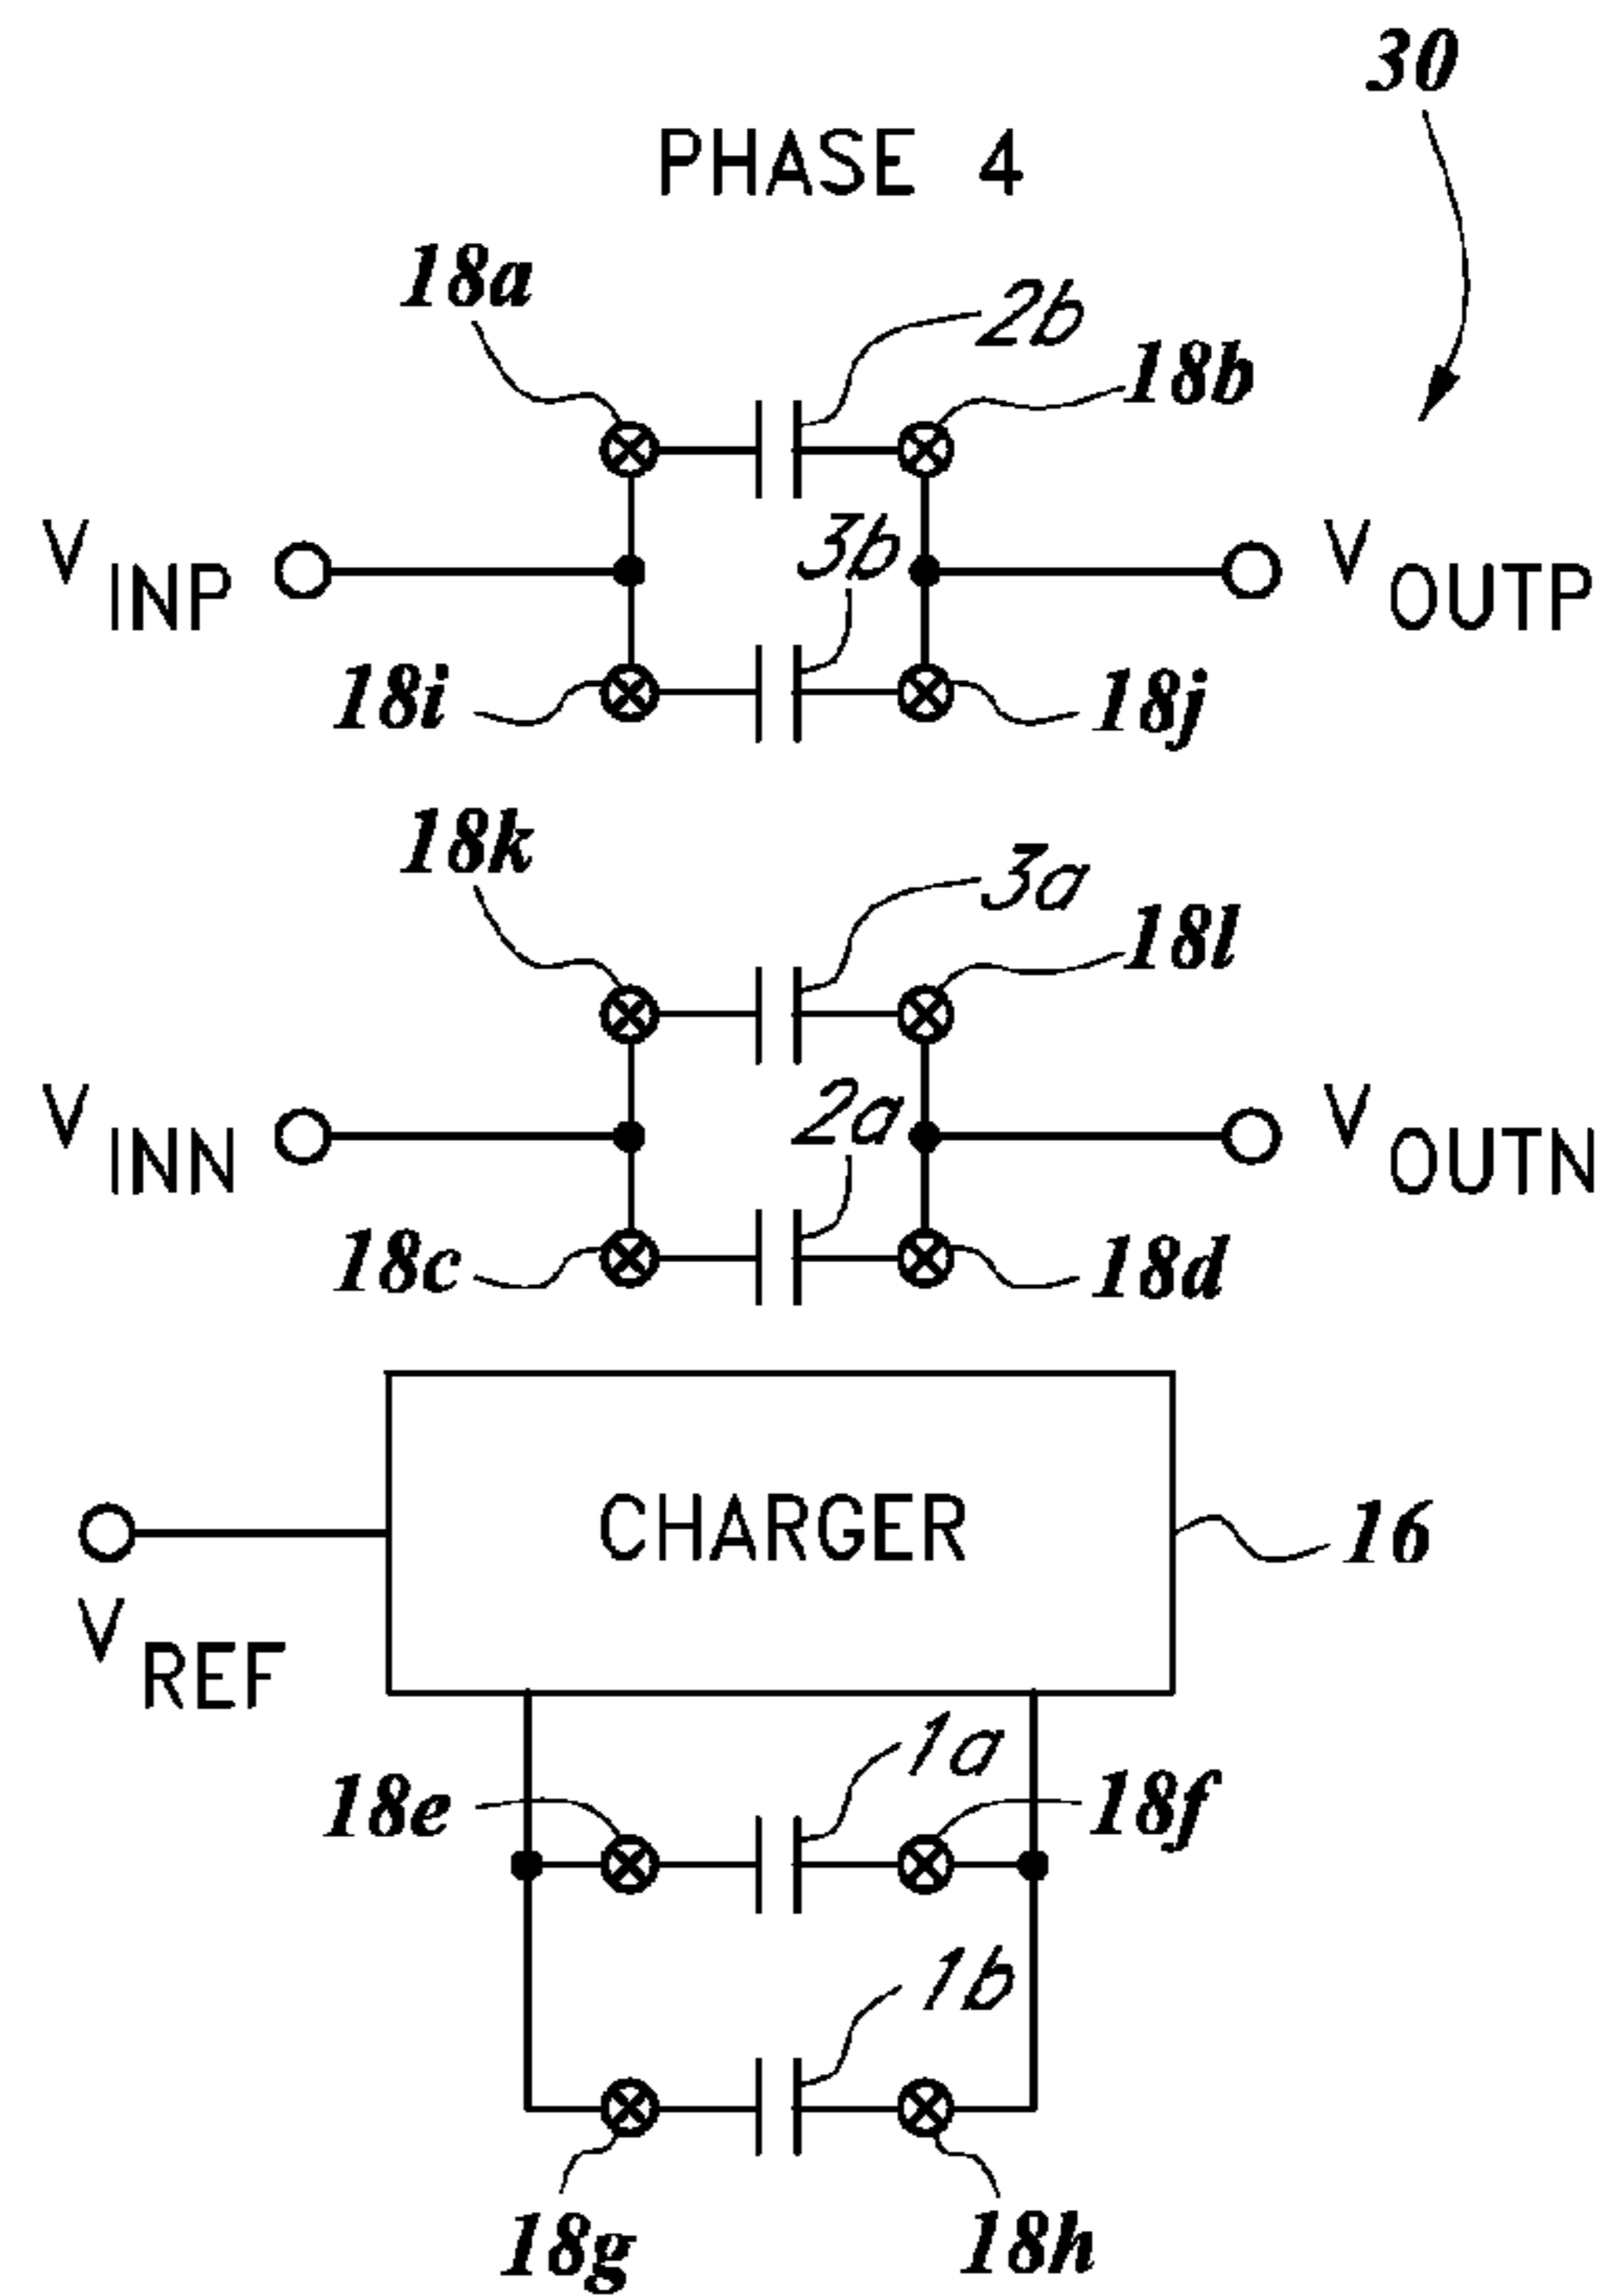 30
PHASE 4
18a
2b
18b
V INP
3b
V OUTP
18i
18j
18k
3a
18l
V INN
2a
V OUTN
18c
18d
CHARGER
16
V REF
1a
18e
18f
1b
18g
18h